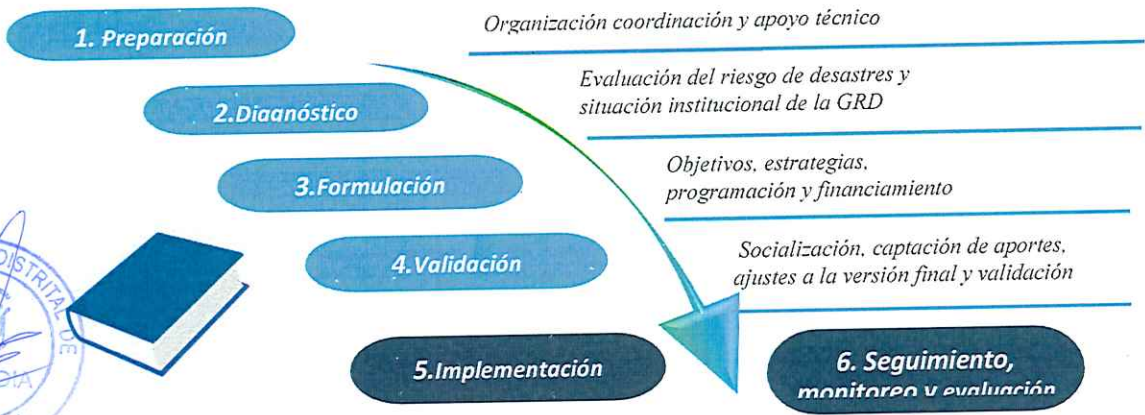 1. Preparación
Organización coordinación y apoyo técnico
2.Diagnóstico
Evaluación del riesgo de desastres y
situación institucional de la GRD
3.Formulación
Objetivos, estrategias,
programación y financiamiento
4.Validación
Socialización, captación de aportes,
ajustes a la versión final y validación
5.Implementación
6. Seguimiento,
monitoreo y evaluación
DISTRITAL DE